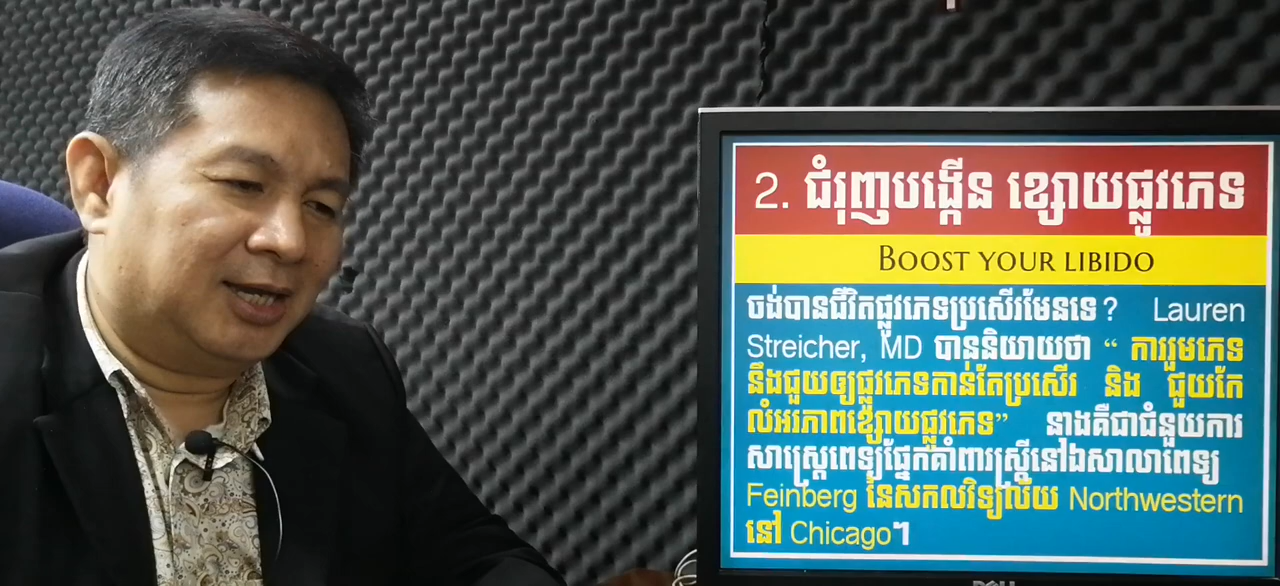 2. ជំរុញបង្កើន ខ្សោយផ្លូវភេទ
BOOST YOUR LIBIDO
ចង់បានជីវិតផ្លូវភេទប្រសើរមែនទេ? Lauren
Streicher, MD បាននិយាយថា “ ការរួមភេទ
នឹងជួយឲ្យផ្លូវភេទកាន់តែប្រសើរ និង ជួយកែ
លំអរភាពខ្សោយផ្លូវភេទ” នាងគឺជាជំនួយការ
សាស្ត្រពេទ្យផ្នែកគាំពារស្ត្រីនៅឯសាលាពេទ្យ
Feinberg នៃសកលវិទ្យាល័យ Northwestern
នៅ Chicago។